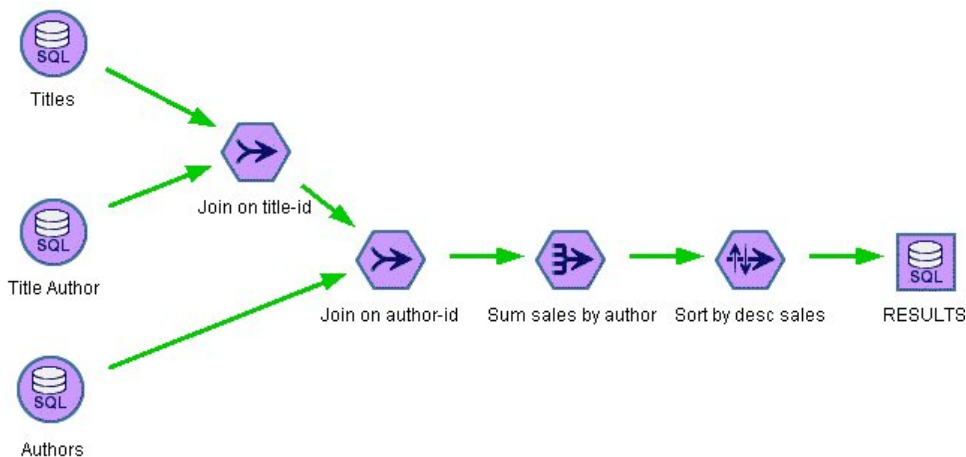 SQL
Titles
Join on title-id
SQL
Title Author
Join on author-id
Sum sales by author
Sort by desc sales
SQL
RESULTS
SQL
Authors